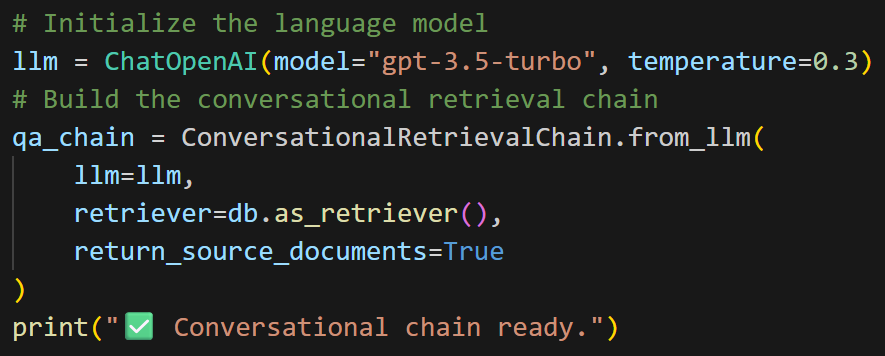 # Initialize the language model
llm = ChatOpenAI(model="gpt-3.5-turbo", temperature=0.3)
# Build the conversational retrieval chain
qa_chain = ConversationalRetrievalChain.from_llm(
    llm=llm,
    retriever=db.as_retriever(),
    return_source_documents=True
)
print("✅ Conversational chain ready.")